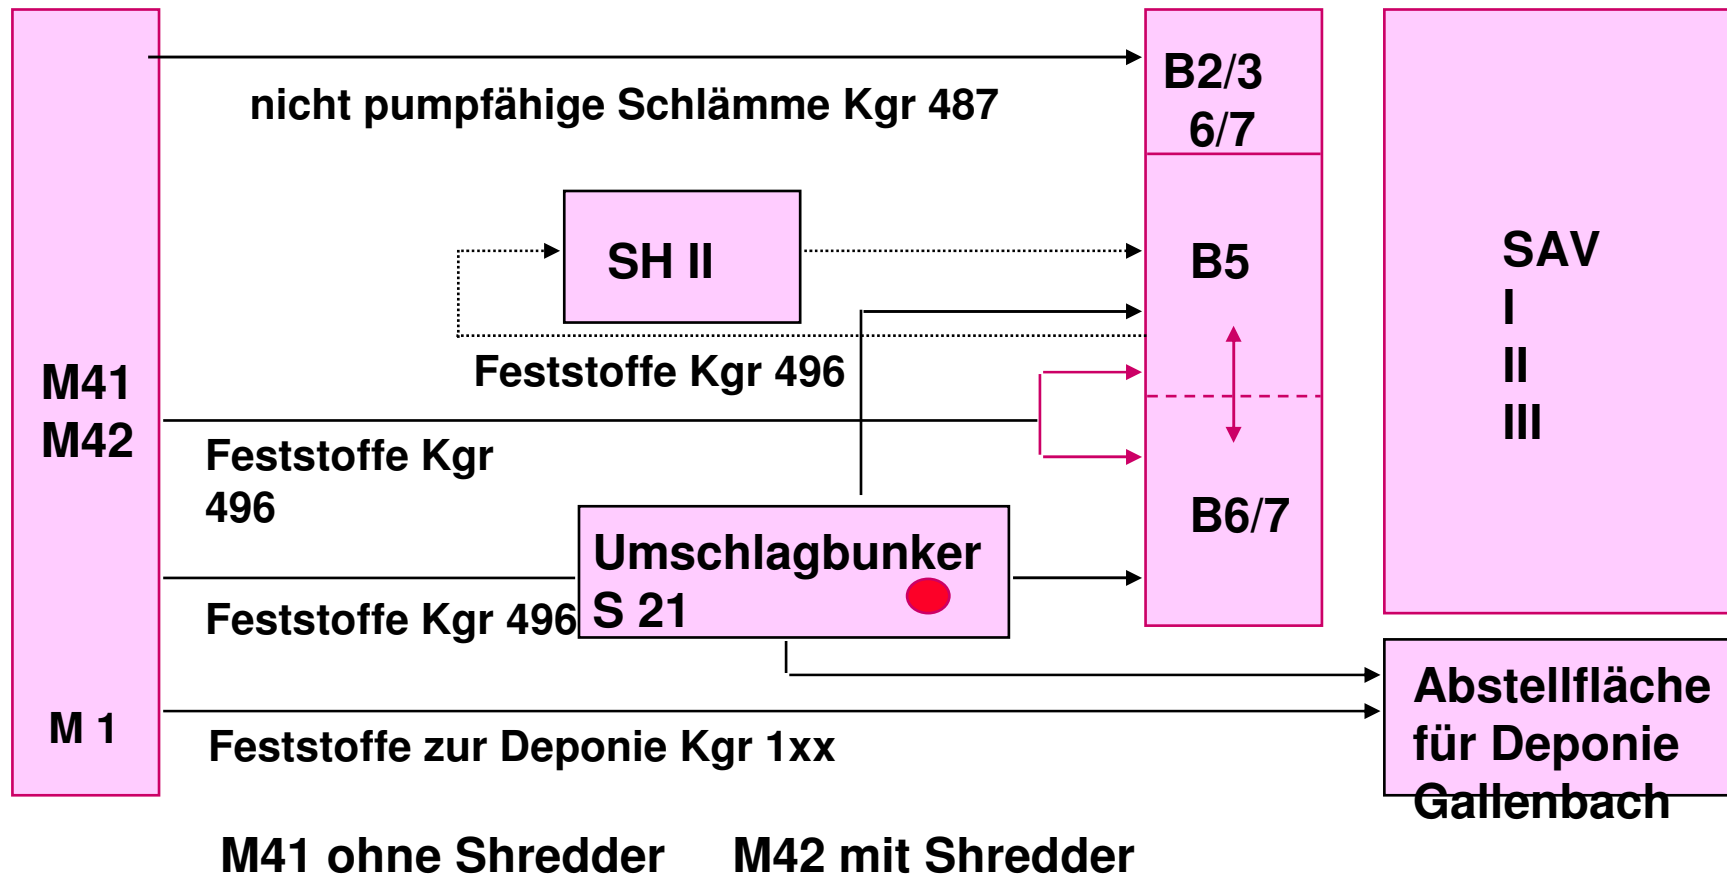 B2/3
6/7
nicht pumpfähige Schlämme Kgr 487
SH II
B5
SAV
I
II
III
Feststoffe Kgr 496
M41
M42
Feststoffe Kgr
496
B6/7
Umschlagbunker
S 21
Feststoffe Kgr 496
M 1
Feststoffe zur Deponie Kgr 1xx
Abstellfläche
für Deponie
Gallenbach
M41 ohne Shredder M42 mit Shredder